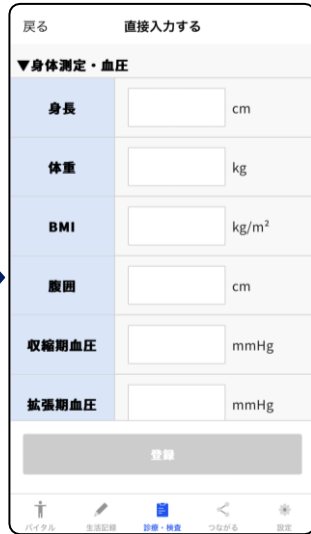 戻る 直接入力する
▼身体測定・血圧
身長 cm
体重 kg
BMI kg/m²
腹囲 cm
収縮期血圧 mmHg
拡張期血圧 mmHg
登録
バイタル 生活記録 診療・検査 つながる 設定